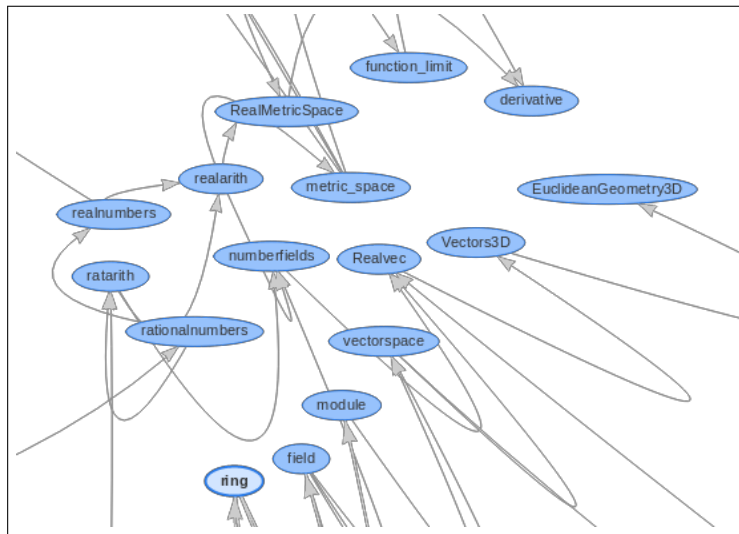 function_limit
derivative
RealMetricSpace
realarith
metric_space
EuclideanGeometry3D
realnumbers
Vectors3D
numberfields
Realvec
ratarith
rationalnumbers
vectorspace
module
field
ring